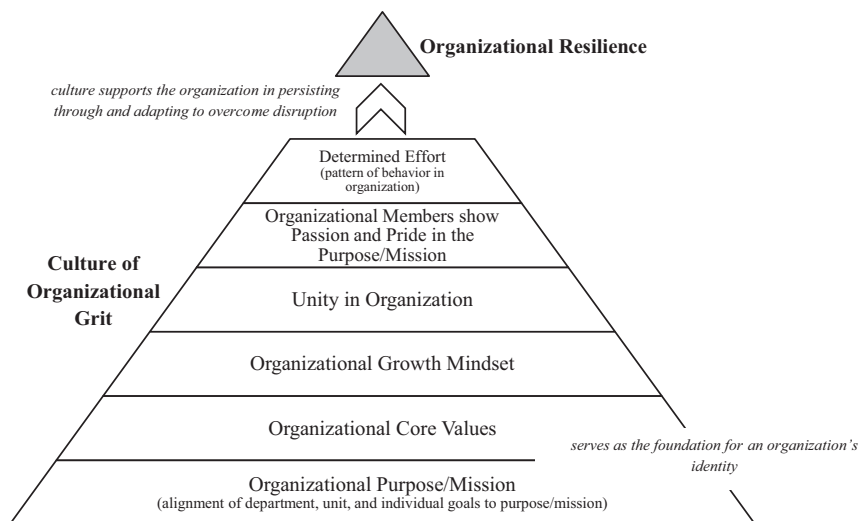 Organizational Resilience
culture supports the organization in persisting
through and adapting to overcome disruption
Determined Effort
(pattern of behavior in
organization)
Organizational Members show
Passion and Pride in the
Purpose/Mission
Culture of
Organizational
Grit
Unity in Organization
Organizational Growth Mindset
Organizational Core Values
serves as the foundation for an organization's
identity
Organizational Purpose/Mission
(alignment of department, unit, and individual goals to purpose/mission)